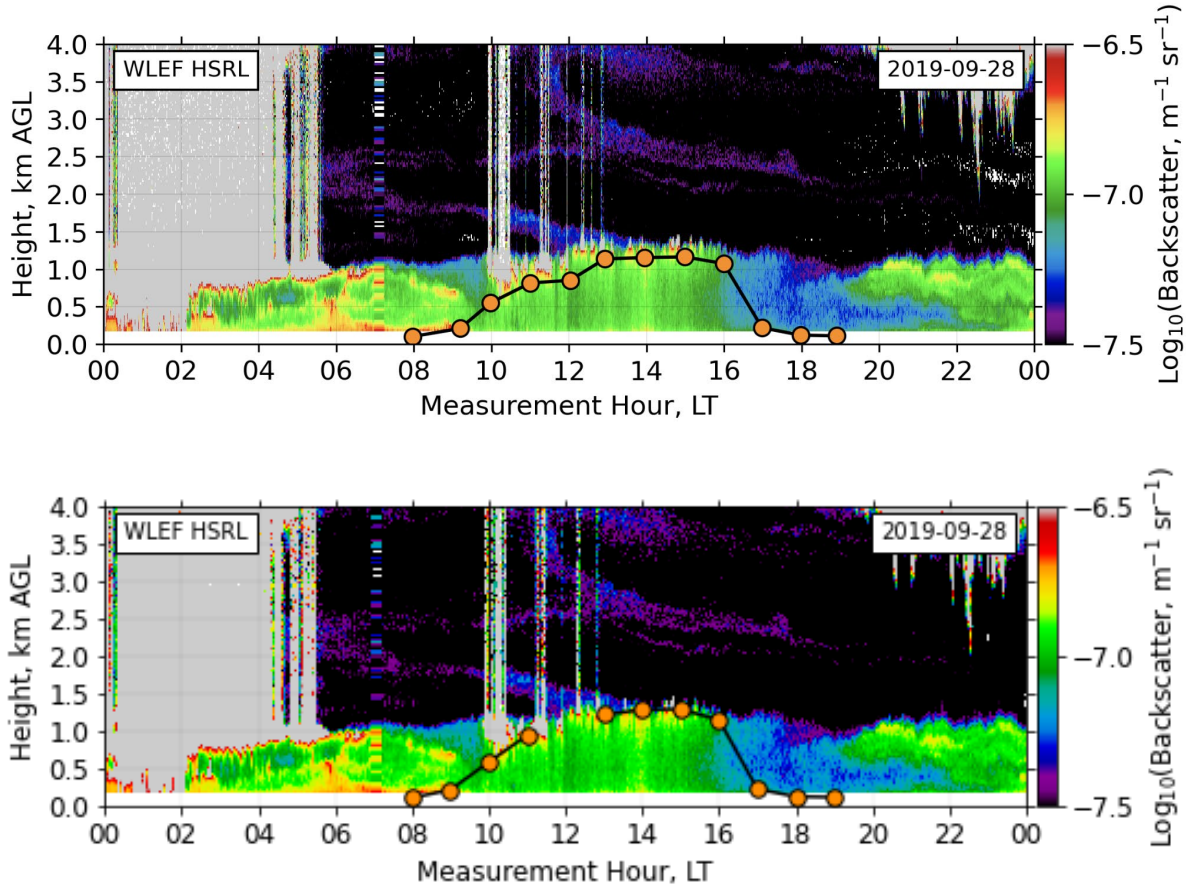 4.0
3.5
3.0
2.5
2.0
1.5
1.0
0.5
0.0
Height, km AGL
WLEF HSRL
2019-09-28
00 02 04 06 08 10 12 14 16 18 20 22 00
Measurement Hour, LT
−6.5
−7.0
−7.5
Log10(Backscatter, m−1 sr−1)
4.0
3.5
3.0
2.5
2.0
1.5
1.0
0.5
0.0
Height, km AGL
WLEF HSRL
2019-09-28
00 02 04 06 08 10 12 14 16 18 20 22 00
Measurement Hour, LT
−6.5
−7.0
−7.5
Log10(Backscatter, m−1 sr−1)